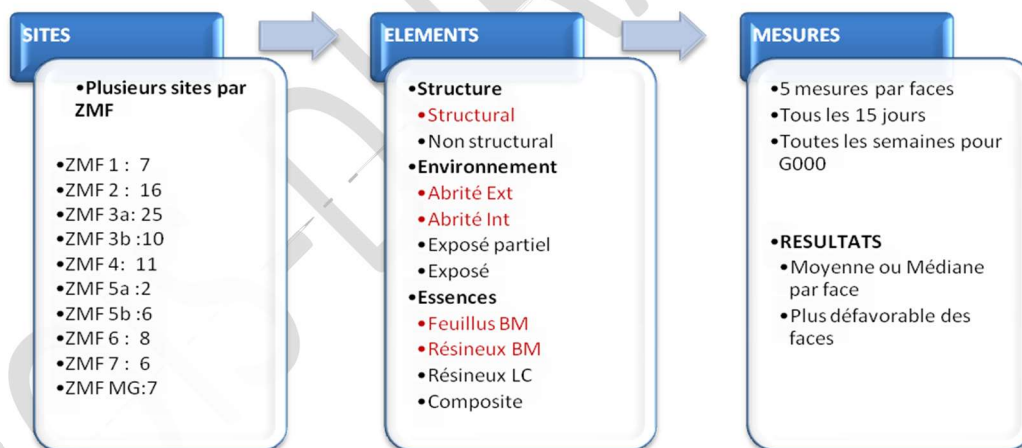 SITES
•Plusieurs sites par
ZMF
•ZMF 1 : 7
•ZMF 2 : 16
•ZMF 3a: 25
•ZMF 3b :10
•ZMF 4: 11
•ZMF 5a :2
•ZMF 5b :6
•ZMF 6 : 8
•ZMF 7 : 6
•ZMF MG:7
ELEMENTS
•Structure
•Structural
•Non structural
•Environnement
•Abrité Ext
•Abrité Int
•Exposé partiel
•Exposé
•Essences
•Feuillus BM
•Résineux BM
•Résineux LC
•Composite
MESURES
•5 mesures par faces
•Tous les 15 jours
•Toutes les semaines pour
G000
•RESULTATS
•Moyenne ou Médiane
par face
•Plus défavorable des
faces